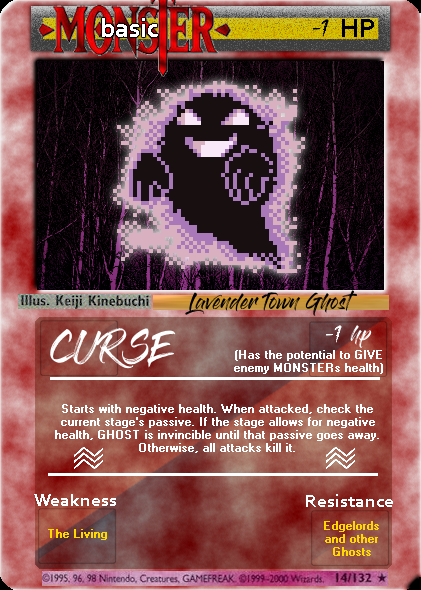 MONSTER
basic
-1 HP
Illus. Keiji Kinebuchi
Lavender Town Ghost
CURSE
-1 hp
(Has the potential to GIVE
enemy MONSTERs health)
Starts with negative health. When attacked, check the
current stage's passive. If the stage allows for negative
health, GHOST is invincible until that passive goes away.
Otherwise, all attacks kill it.
Weakness
Resistance
The Living
Edgelords
and other
Ghosts
©1995, 96, 98 Nintendo, Creatures, GAMEFREAK. ©1999-2000 Wizards. 14/132 ★